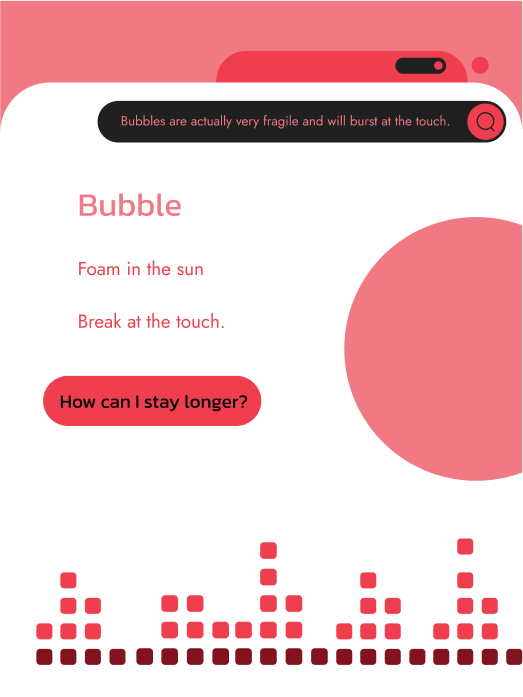 Bubbles are actually very fragile and will burst at the touch.
Bubble
Foam in the sun
Break at the touch.
How can I stay longer?